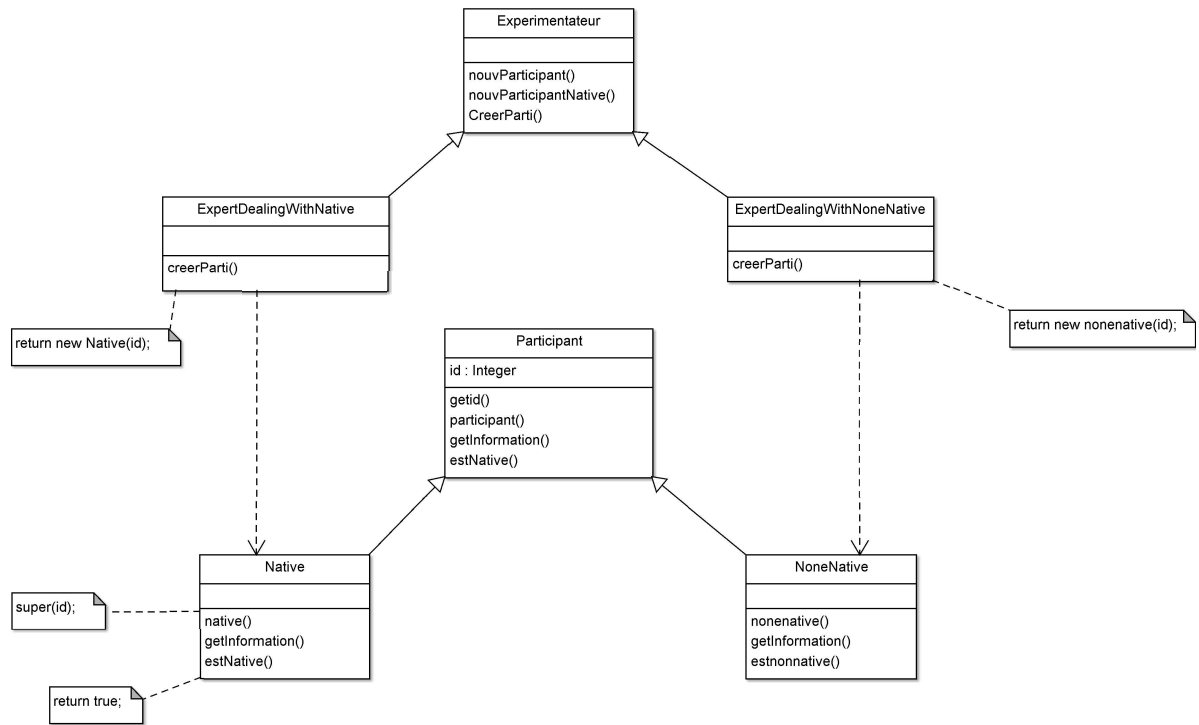 Experimentateur
nouvParticipant()
nouvParticipantNative()
CreerParti()
ExpertDealingWithNative
creerParti()
ExpertDealingWithNoneNative
creerParti()
return new Native(id);
return new nonenative(id);
Participant
id : Integer
getid()
participant()
getInformation()
estNative()
Native
native()
getInformation()
estNative()
super(id);
return true;
NoneNative
nonenative()
getInformation()
estnonnative()